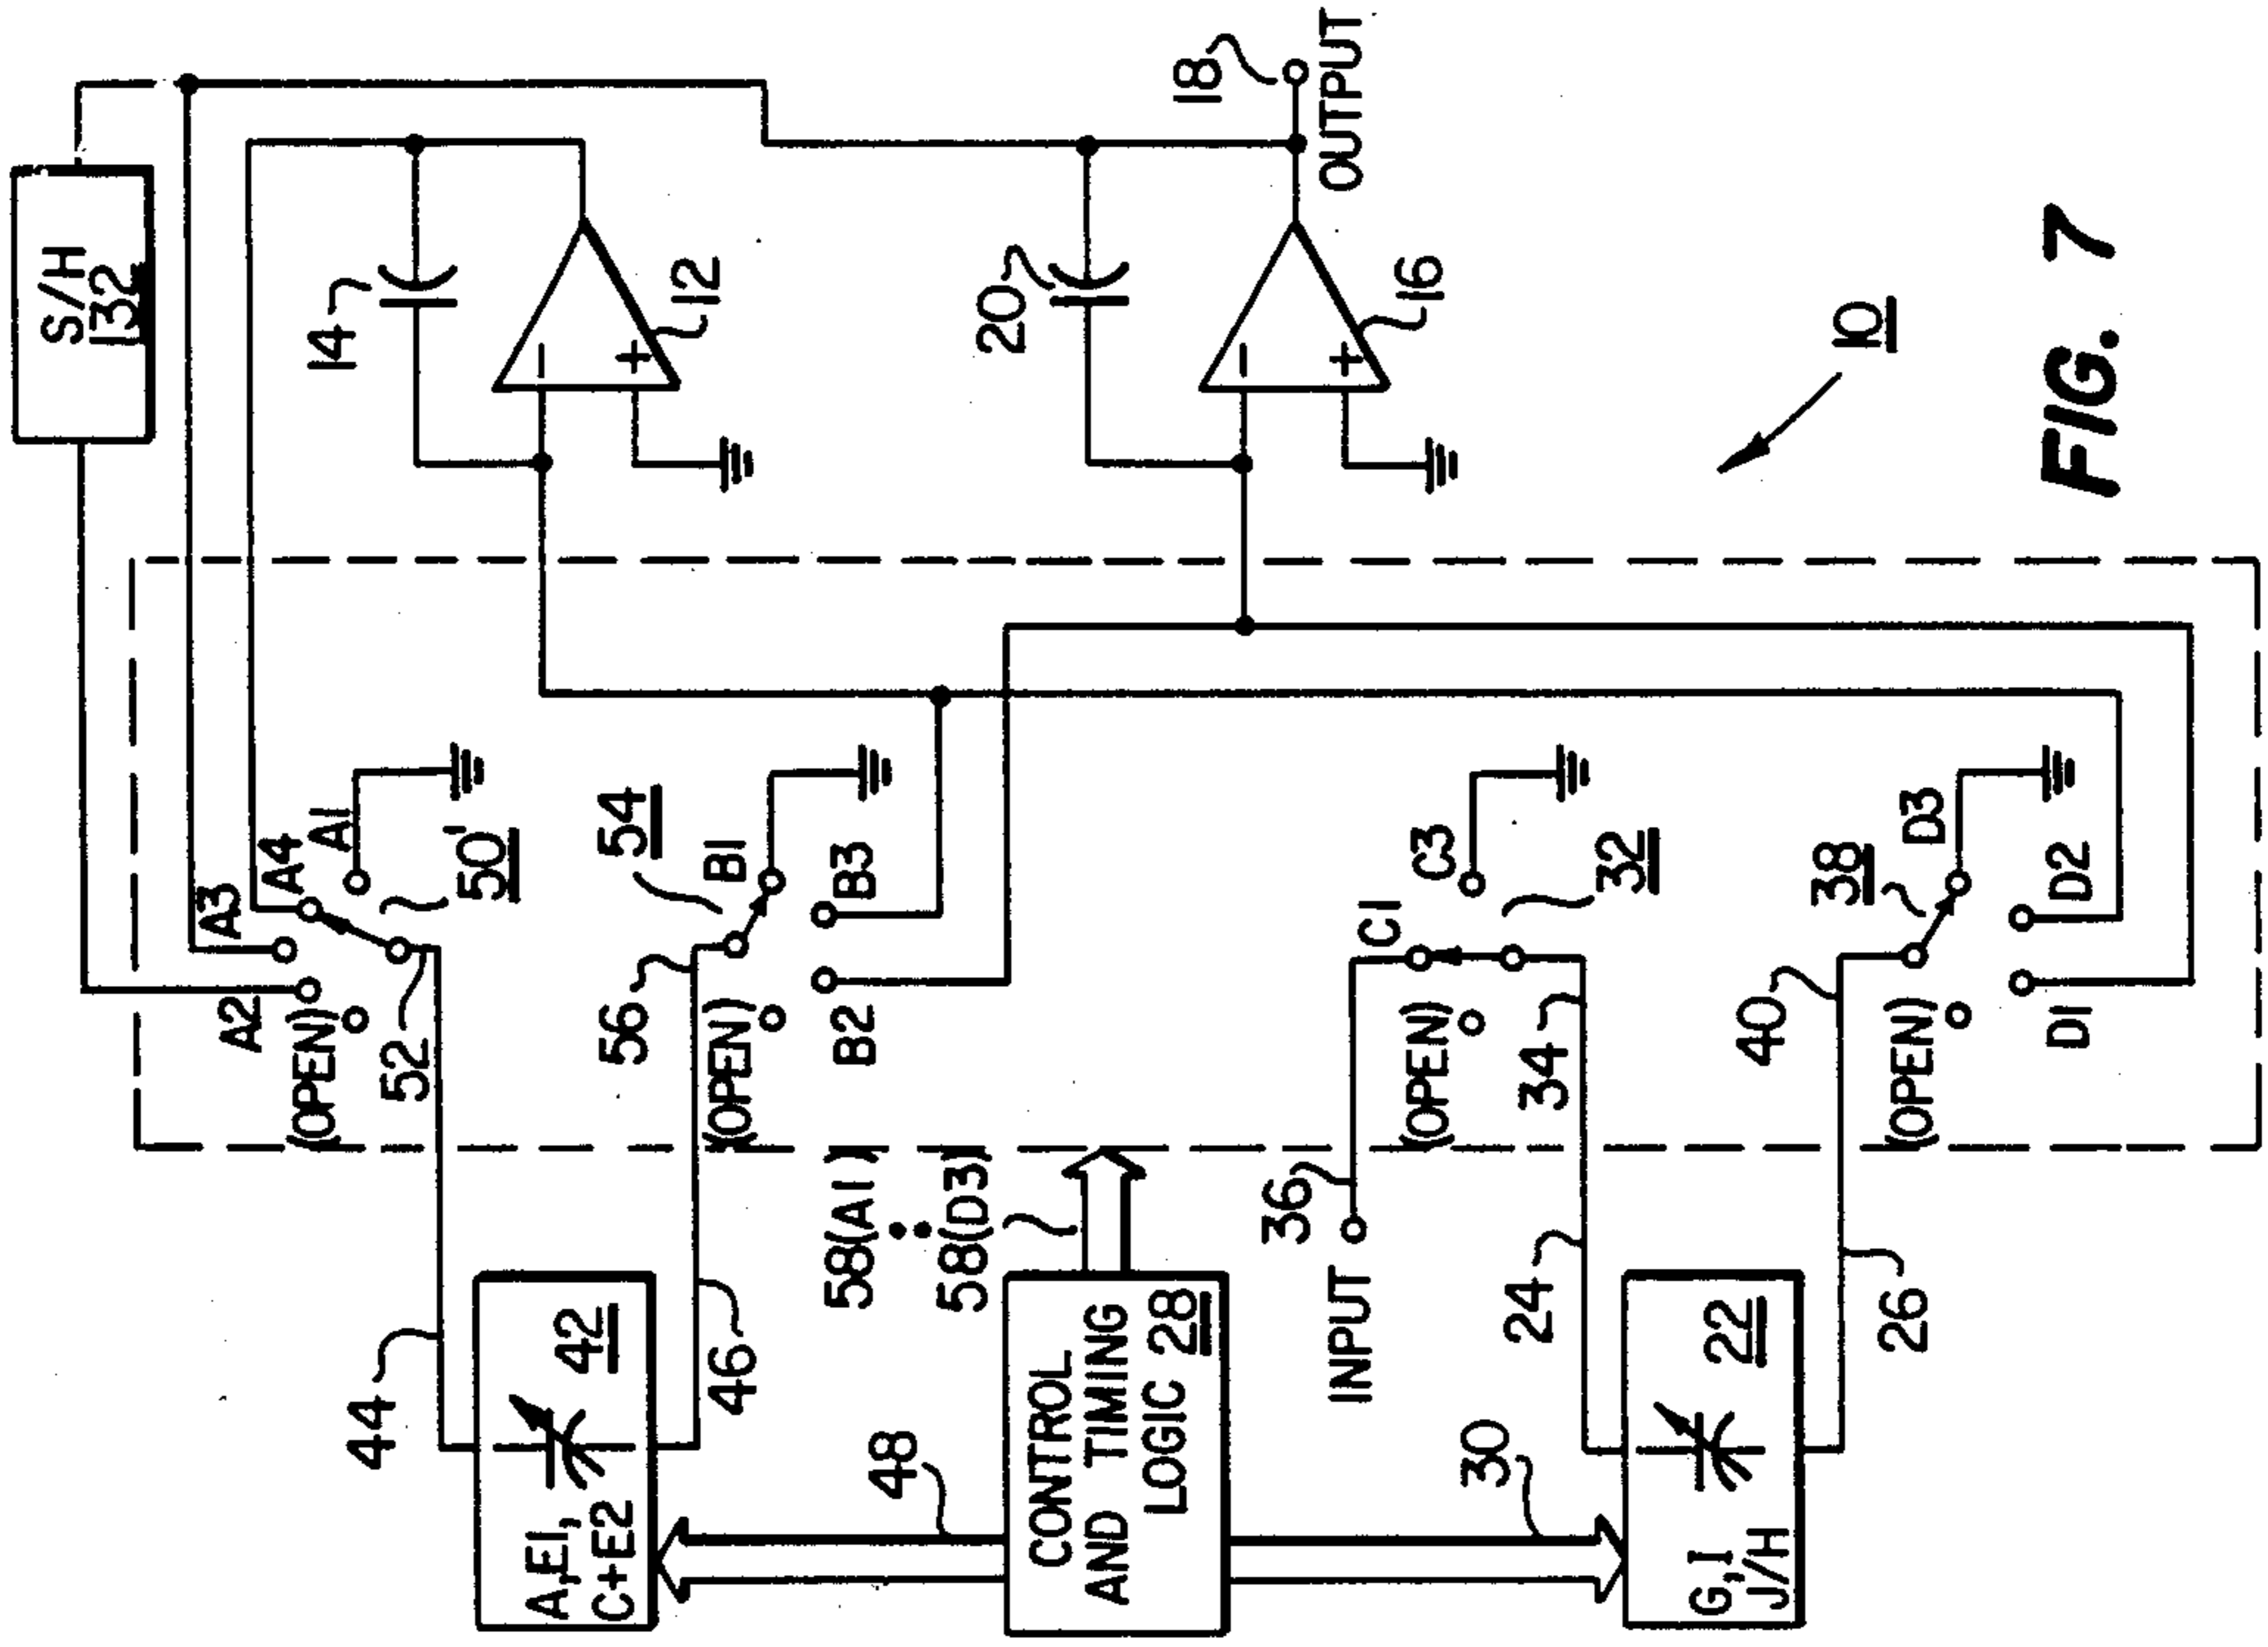 S/H
132
A3
A2
A4
A1
(OPEN)
14
44
52
50'
A,E1,
C+E2
42
56
54
12
B1
(OPEN)
46
B2
B3
58(A1)
58(D3)
48
20
CONTROL
AND TIMING
LOGIC 28
18
OUTPUT
16
36
INPUT
C1
C3
(OPEN)
34
32
30
24
G,I
J/H
22
40
38
10
26
(OPEN)
D3
D1
D2
FIG. 7